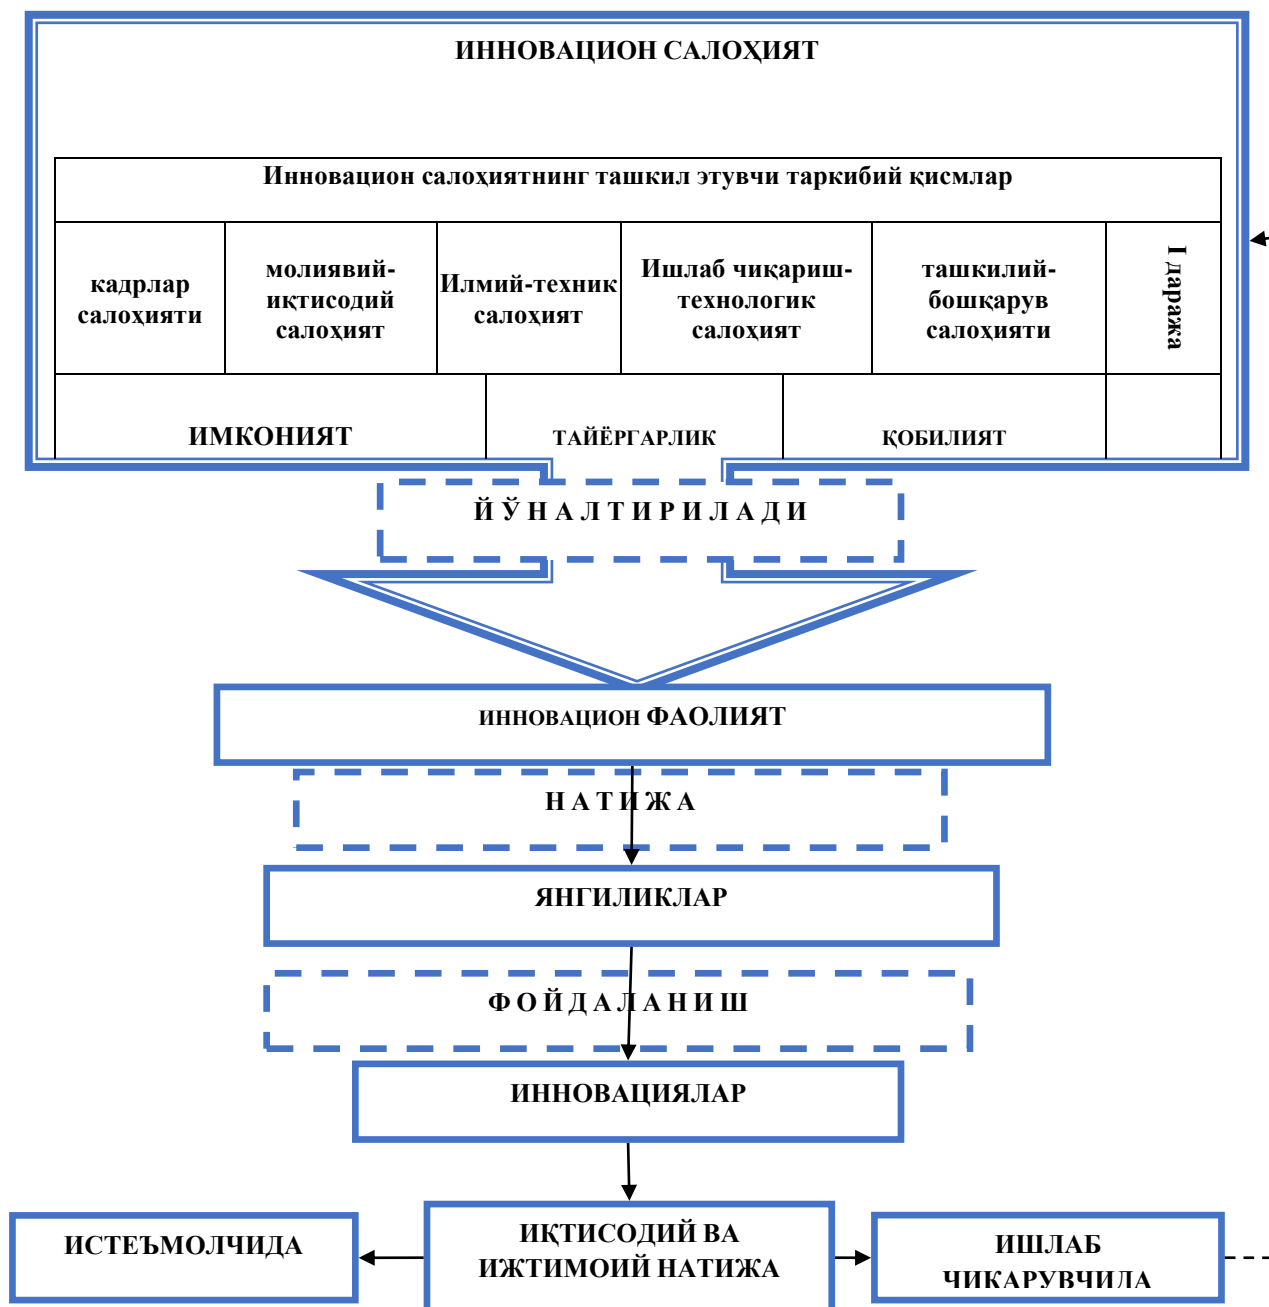 ИННОВАЦИОН САЛОҲИЯТ
Инновацион салоҳиятнинг ташкил этувчи таркибий қисмлар
кадрлар
салоҳияти
молиявий-
иқтисодий
салоҳият
Илмий-техник
салоҳият
Ишлаб чиқариш-
технологик
салоҳият
ташкилий-
бошқарув
салоҳияти
I даража
ИМКОНИЯТ
ТАЙЁРГАРЛИК
ҚОБИЛИЯТ
Й Ў Н А Л Т И Р И Л А Д И
ИННОВАЦИОН ФАОЛИЯТ
Н А Т И Ж А
ЯНГИЛИКЛАР
Ф О Й Д А Л А Н И Ш
ИННОВАЦИЯЛАР
ИСТЕЪМОЛЧИДА
ИҚТИСОДИЙ ВА
ИЖТИМОИЙ НАТИЖА
ИШЛАБ
ЧИҚАРУВЧИДА